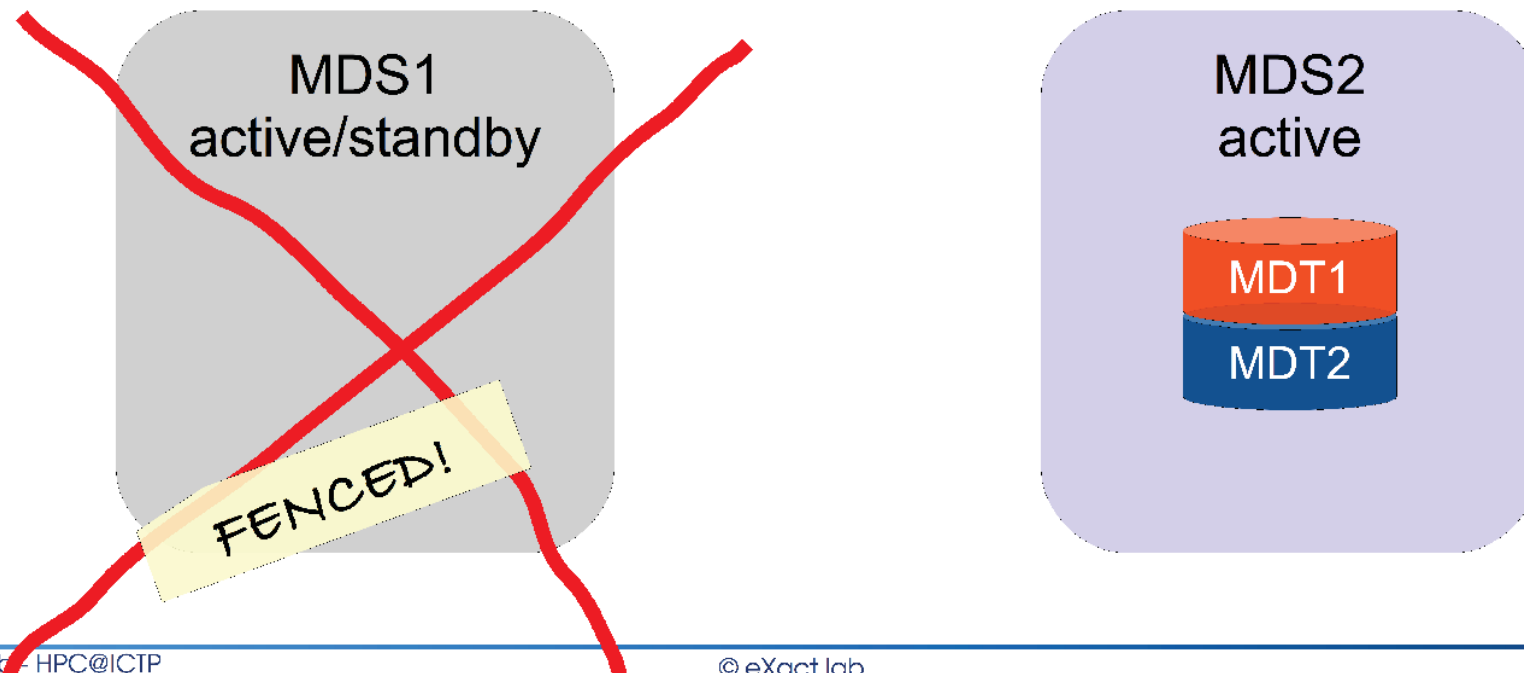 MDS1
active/standby
MDS2
active
MDT1
MDT2
FENCED!
HPC@ICTP
© eXact lab